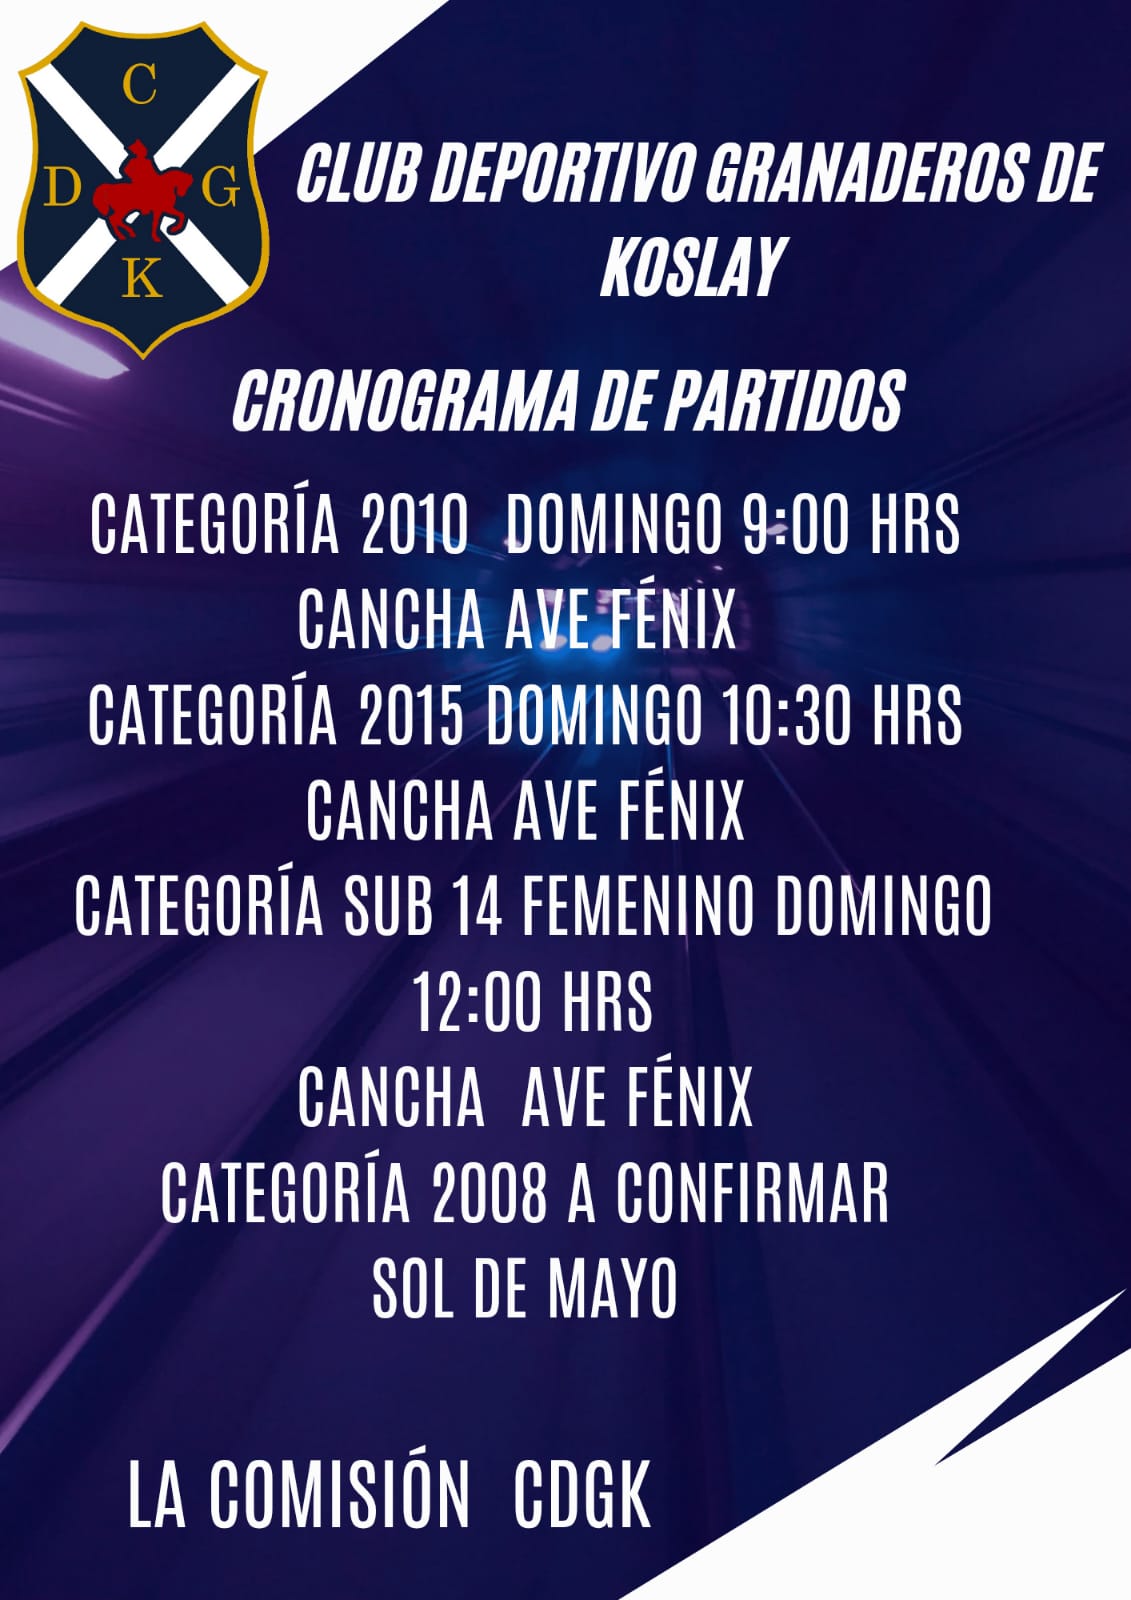 C
D G
K
CLUB DEPORTIVO GRANADEROS DE
KOSLAY
CRONOGRAMA DE PARTIDOS
CATEGORÍA 2010 DOMINGO 9:00 HRS
CANCHA AVE FÉNIX
CATEGORÍA 2015 DOMINGO 10:30 HRS
CANCHA AVE FÉNIX
CATEGORÍA SUB 14 FEMENINO DOMINGO
12:00 HRS
CANCHA AVE FÉNIX
CATEGORÍA 2008 A CONFIRMAR
SOL DE MAYO
LA COMISIÓN CDGK